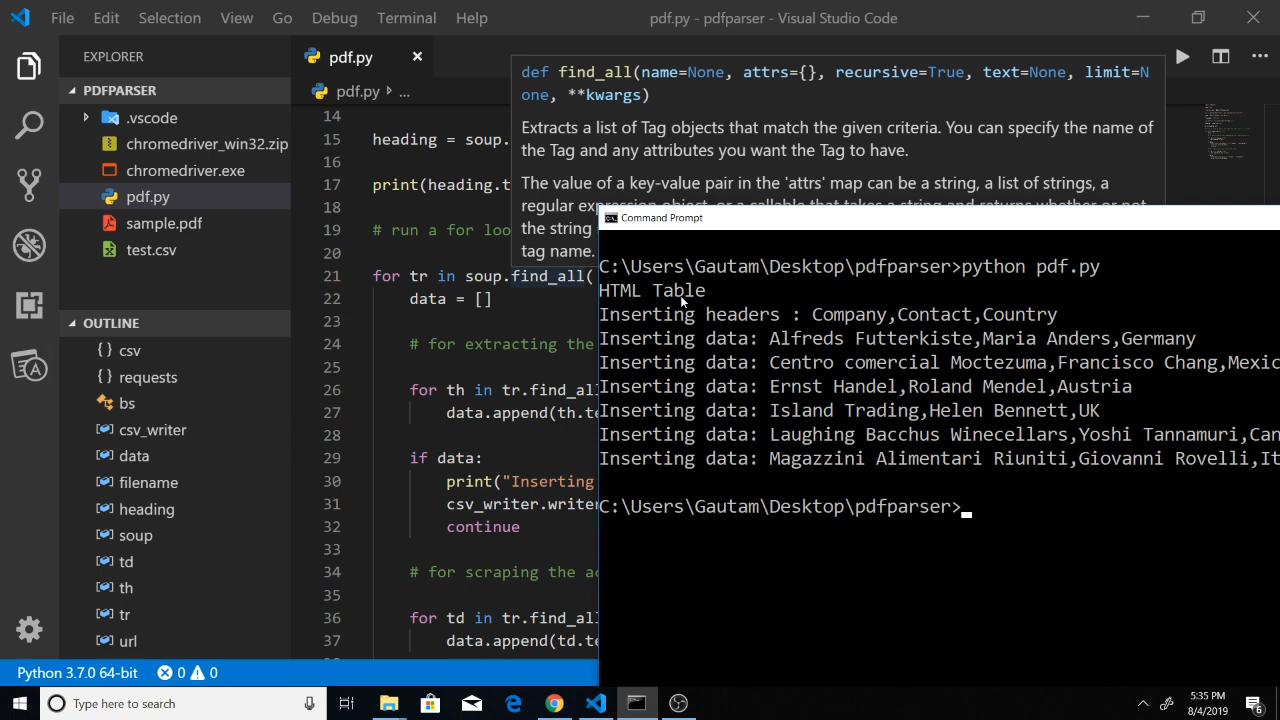 File Edit Selection View Go Debug Terminal Help
pdf.py - pdfparser - Visual Studio Code
EXPLORER
PDFPARSER
.vscode
chromedriver_win32.zip
chromedriver.exe
pdf.py
sample.pdf
test.csv
OUTLINE
{ } csv
{ } requests
bs
csv_writer
data
filename
heading
soup
td
th
tr
url
pdf.py
pdf.py ...
14
15 heading = soup.
16
17 print(heading.t
18
19 # run a for loo
20
21 for tr in soup.find_all(
22 data = []
23
24 # for extracting the
25
26 for th in tr.find_all
27 data.append(th.te
28
29 if data:
30 print("Inserting
31 csv_writer.writer
32 continue
33
34 # for scraping the ac
35
36 for td in tr.find_all
37 data.append(td.te
def find_all(name=None, attrs={}, recursive=True, text=None, limit=N
one, **kwargs)
Extracts a list of Tag objects that match the given criteria. You can specify the name of
the Tag and any attributes you want the Tag to have.
The value of a key-value pair in the 'attrs' map can be a string, a list of strings, a
regular expression object, or a callable that takes a string and returns whether or not
the string
tag name.
Command Prompt
C:\Users\Gautam\Desktop\pdfparser>python pdf.py
HTML Table
Inserting headers : Company,Contact,Country
Inserting data: Alfreds Futterkiste,Maria Anders,Germany
Inserting data: Centro comercial Moctezuma,Francisco Chang,Mexic
Inserting data: Ernst Handel,Roland Mendel,Austria
Inserting data: Island Trading,Helen Bennett,UK
Inserting data: Laughing Bacchus Winecellars,Yoshi Tannamuri,Can
Inserting data: Magazzini Alimentari Riuniti,Giovanni Rovelli,It
C:\Users\Gautam\Desktop\pdfparser>
Python 3.7.0 64-bit 0 0
Type here to search
5:35 PM
8/4/2019
6